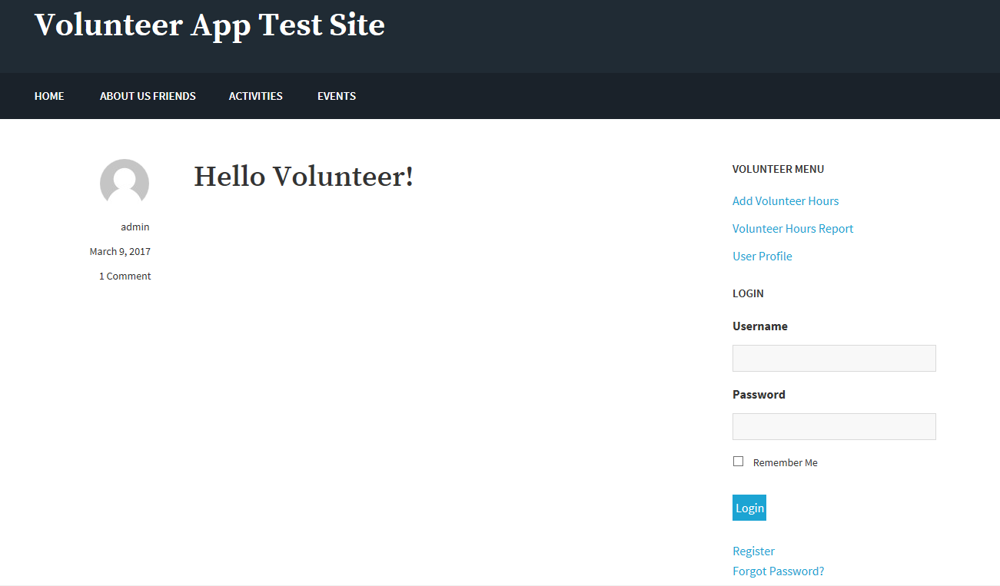 Volunteer App Test Site
HOME ABOUT US FRIENDS ACTIVITIES EVENTS
admin
March 9, 2017
1 Comment
Hello Volunteer!
VOLUNTEER MENU
Add Volunteer Hours
Volunteer Hours Report
User Profile
LOGIN
Username
Password
Remember Me
Login
Register
Forgot Password?